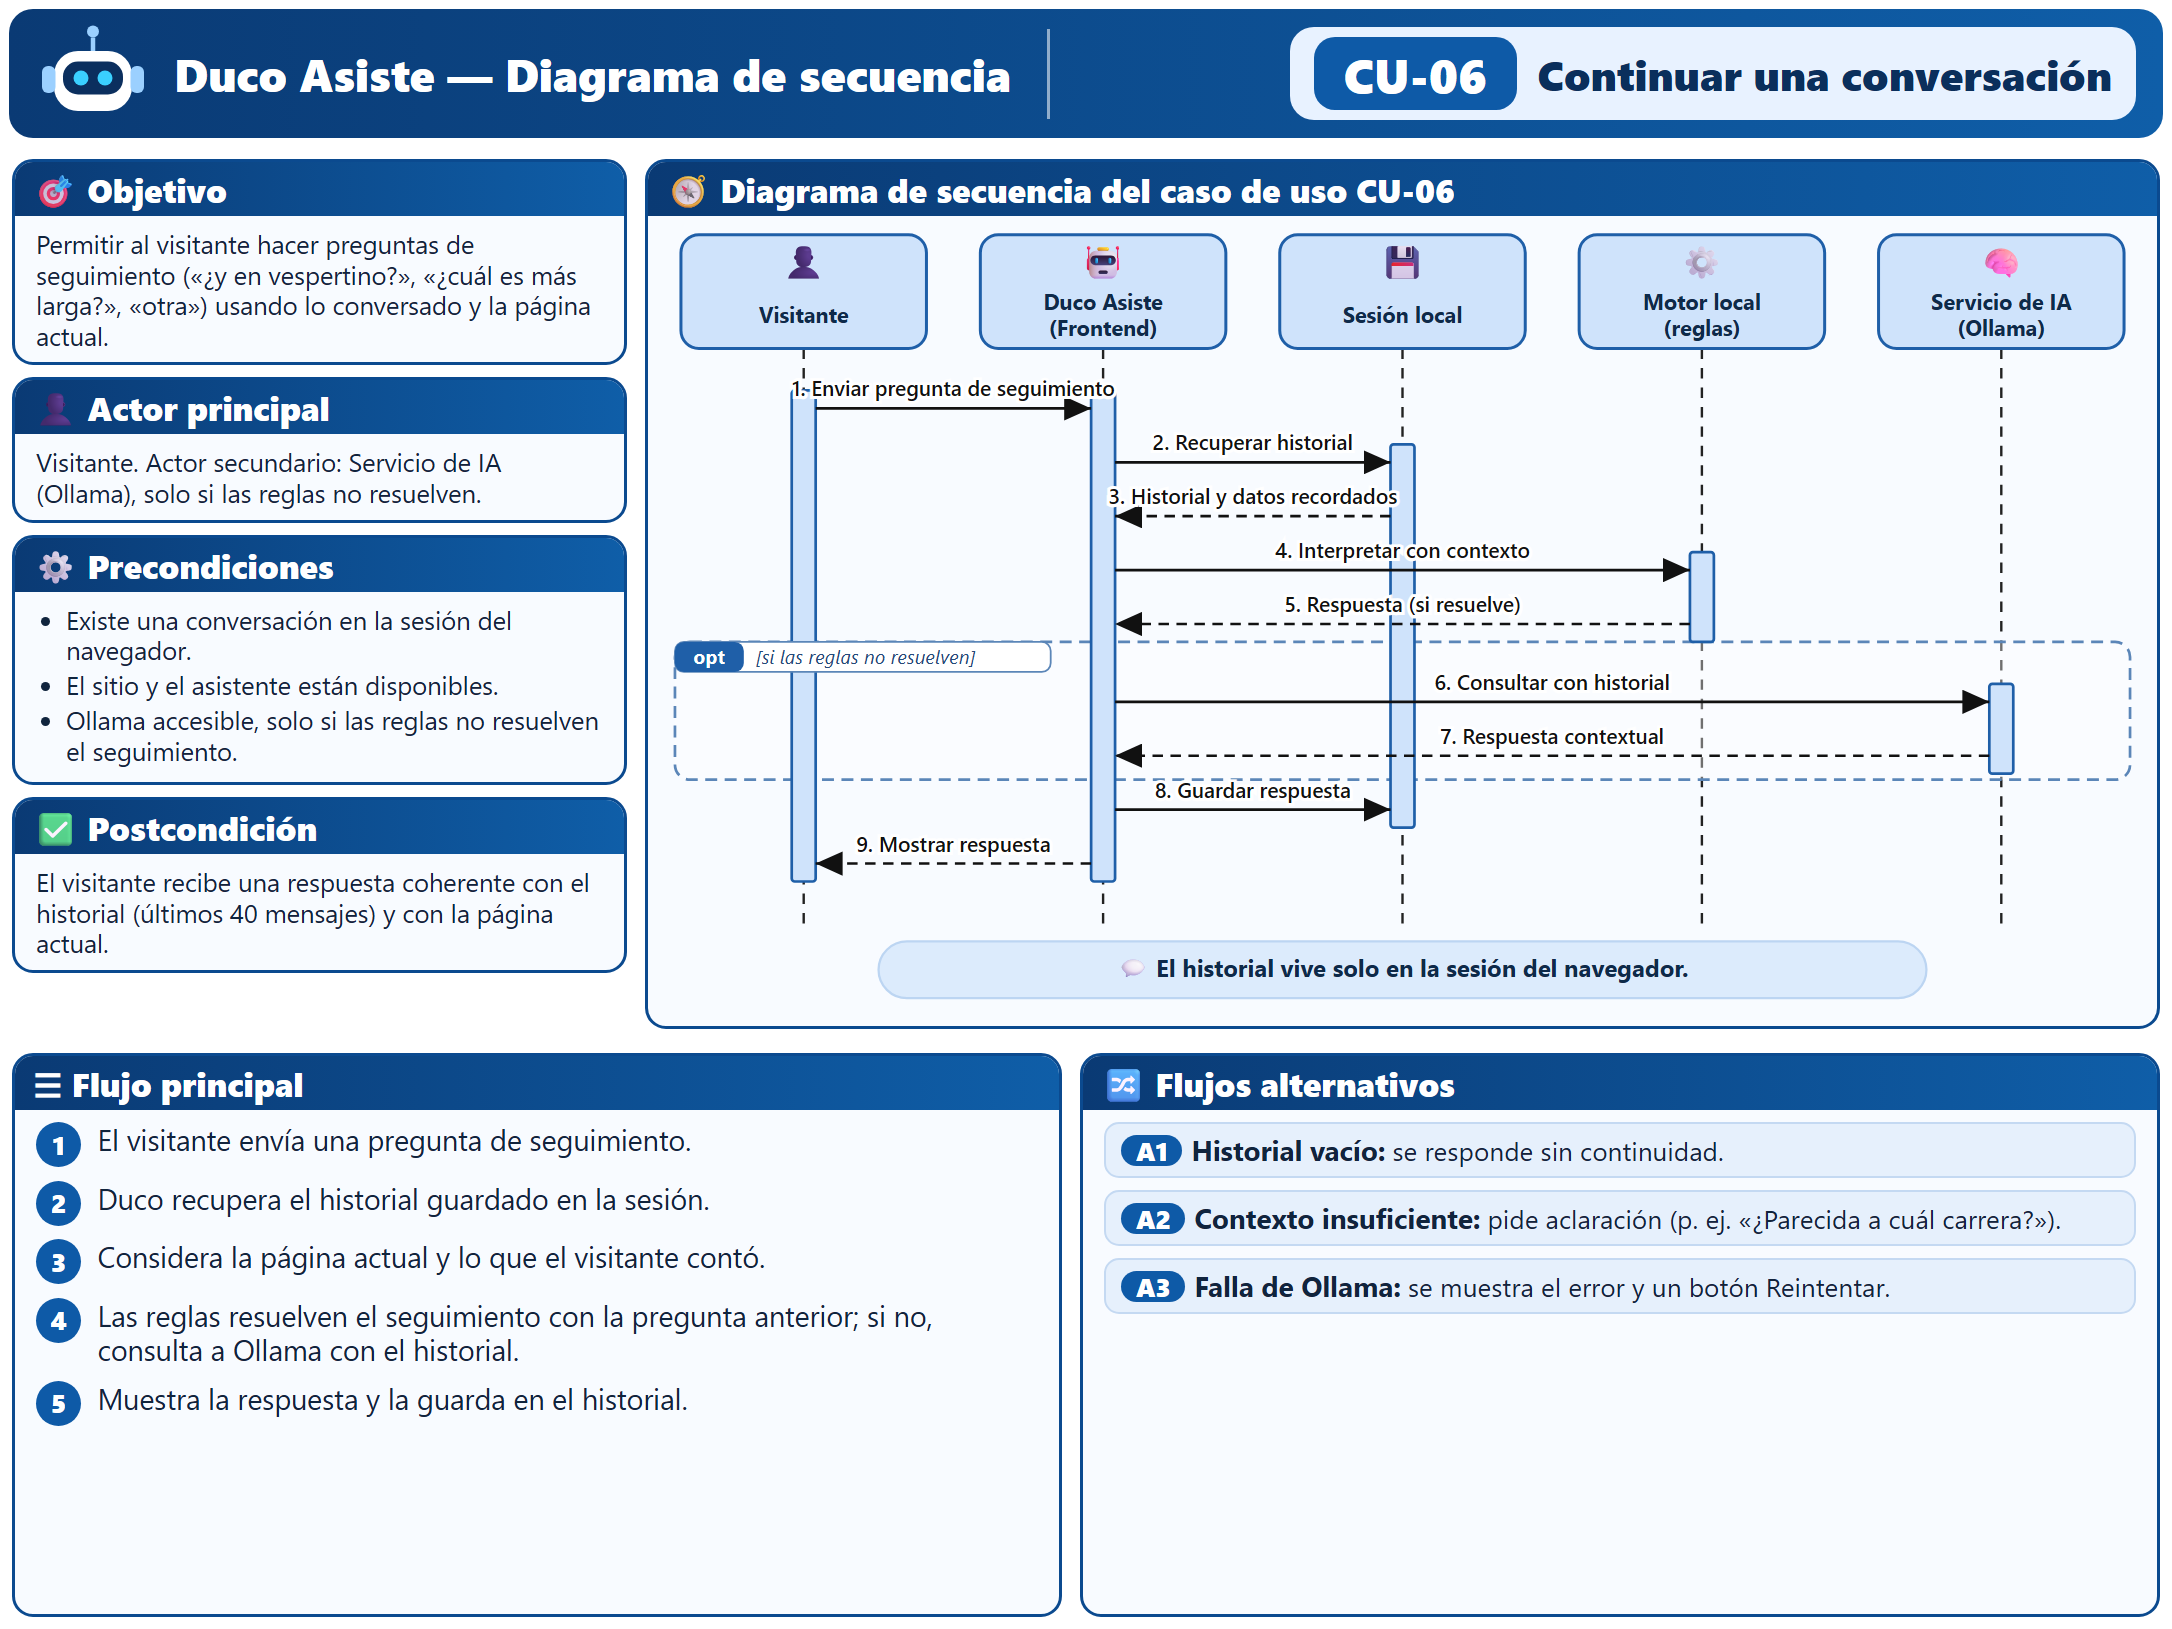 Duco Asiste — Diagrama de secuencia
CU-06
Continuar una conversación
Objetivo
Permitir al visitante hacer preguntas de
seguimiento («¿y en vespertino?», «¿cuál es más
larga?», «otra») usando lo conversado y la página
actual.
Actor principal
Visitante. Actor secundario: Servicio de IA
(Ollama), solo si las reglas no resuelven.
Precondiciones
• Existe una conversación en la sesión del
navegador.
• El sitio y el asistente están disponibles.
• Ollama accesible, solo si las reglas no resuelven
el seguimiento.
Postcondición
El visitante recibe una respuesta coherente con el
historial (últimos 40 mensajes) y con la página
actual.
Diagrama de secuencia del caso de uso CU-06
Visitante
Duco Asiste
(Frontend)
Sesión local
Motor local
(reglas)
Servicio de IA
(Ollama)
1. Enviar pregunta de seguimiento
2. Recuperar historial
3. Historial y datos recordados
4. Interpretar con contexto
5. Respuesta (si resuelve)
opt
[si las reglas no resuelven]
6. Consultar con historial
7. Respuesta contextual
8. Guardar respuesta
9. Mostrar respuesta
El historial vive solo en la sesión del navegador.
Flujo principal
1 El visitante envía una pregunta de seguimiento.
2 Duco recupera el historial guardado en la sesión.
3 Considera la página actual y lo que el visitante contó.
4 Las reglas resuelven el seguimiento con la pregunta anterior; si no,
consulta a Ollama con el historial.
5 Muestra la respuesta y la guarda en el historial.
Flujos alternativos
A1 Historial vacío: se responde sin continuidad.
A2 Contexto insuficiente: pide aclaración (p. ej. «¿Parecida a cuál carrera?»).
A3 Falla de Ollama: se muestra el error y un botón Reintentar.